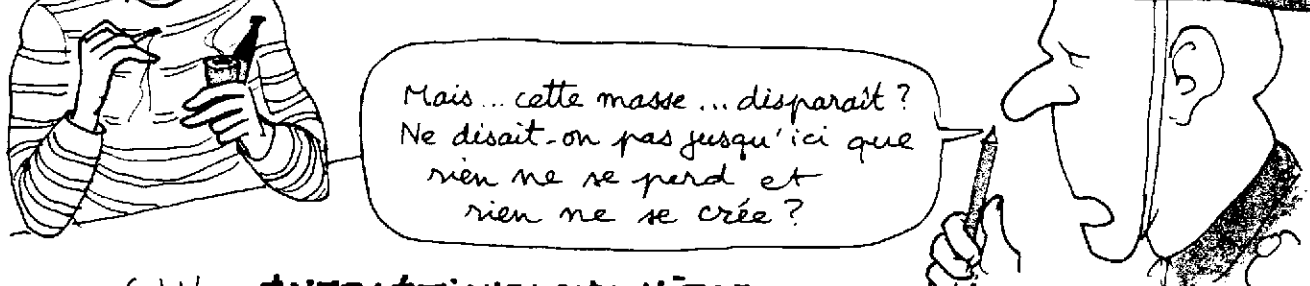 Mais... cette masse... disparaît ?
Ne disait-on pas jusqu'ici que
rien ne se perd et
rien ne se crée ?